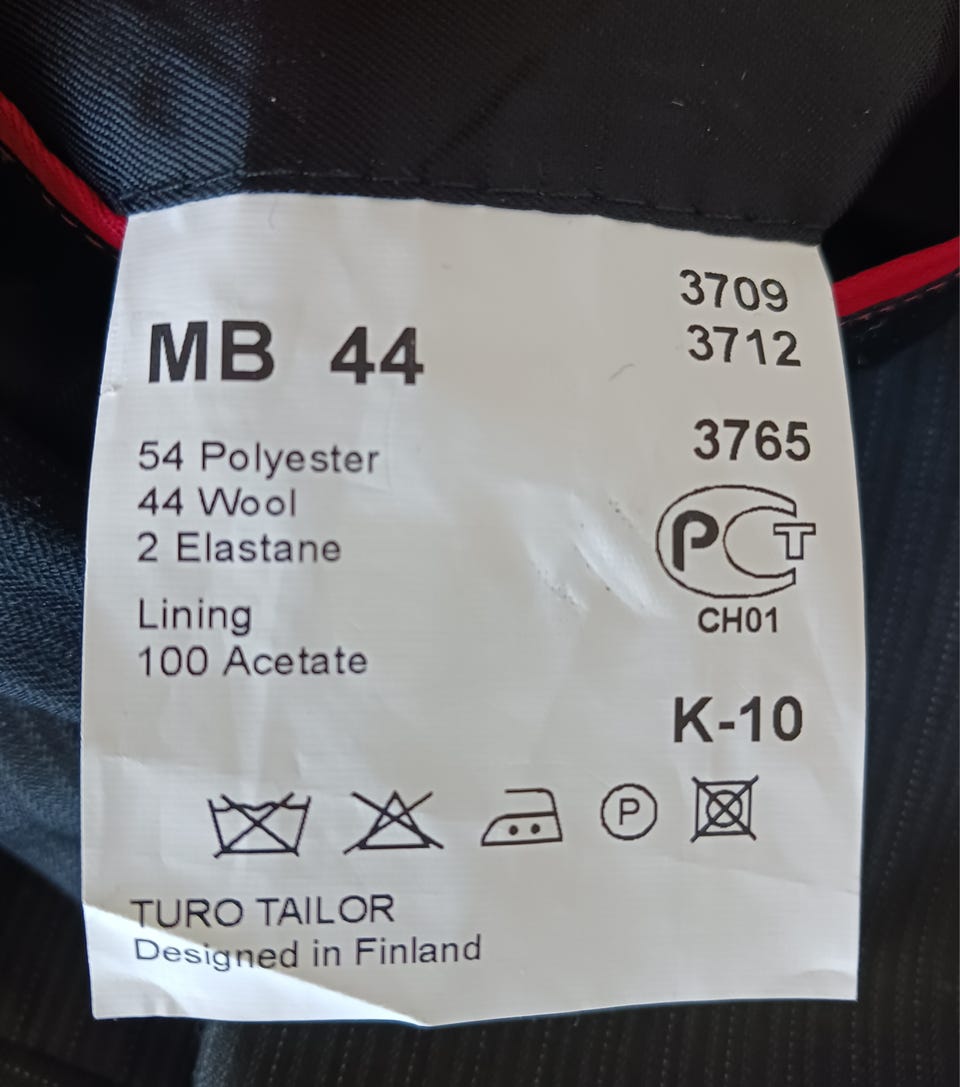 3709
MB 44
3712
3765
54 Polyester
44 Wool
2 Elastane
РСТ
CH01
Lining
100 Acetate
K-10
P
TURO TAILOR
Designed in Finland